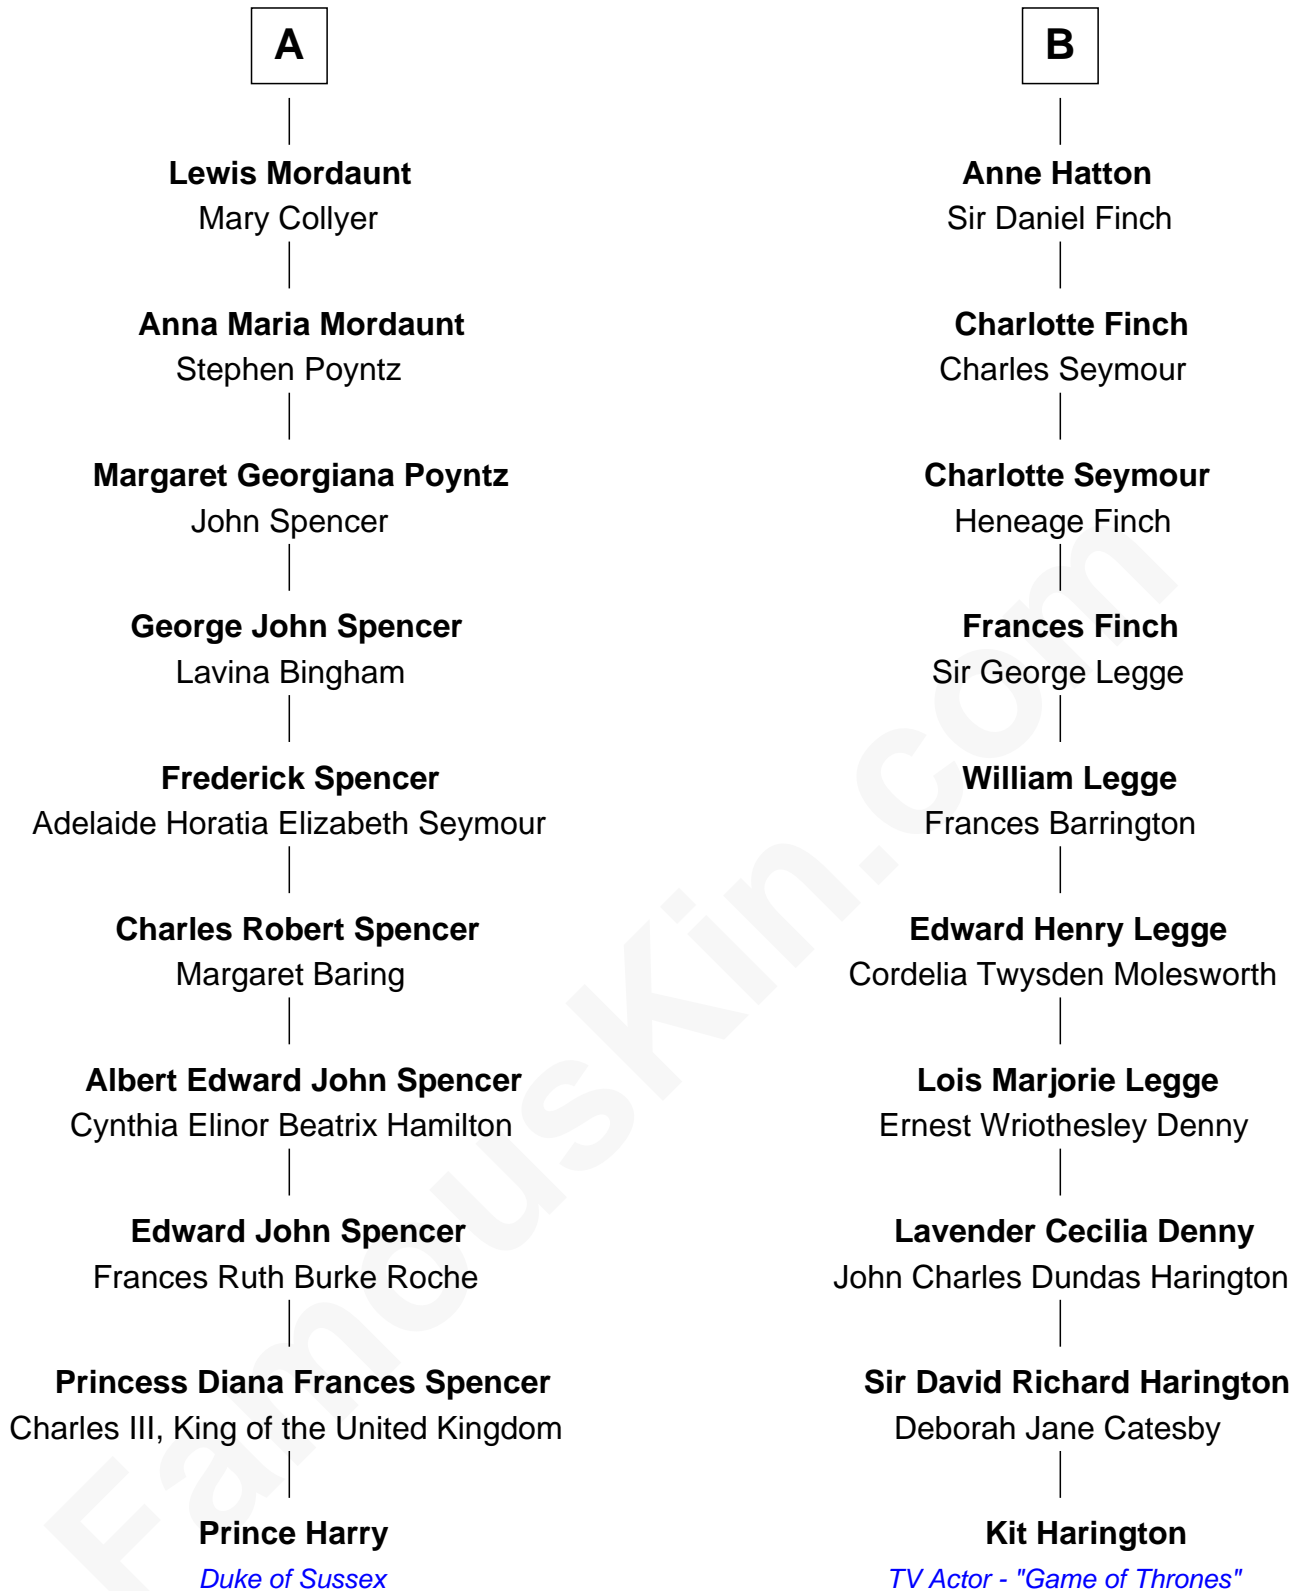 A
Lewis Mordaunt
Mary Collyer
Anna Maria Mordaunt
Stephen Poyntz
Margaret Georgiana Poyntz
John Spencer
George John Spencer
Lavina Bingham
Frederick Spencer
Adelaide Horatia Elizabeth Seymour
Charles Robert Spencer
Margaret Baring
Albert Edward John Spencer
Cynthia Elinor Beatrix Hamilton
Edward John Spencer
Frances Ruth Burke Roche
Princess Diana Frances Spencer
Charles III, King of the United Kingdom
Prince Harry
Duke of Sussex
B
Anne Hatton
Sir Daniel Finch
Charlotte Finch
Charles Seymour
Charlotte Seymour
Heneage Finch
Frances Finch
Sir George Legge
William Legge
Frances Barrington
Edward Henry Legge
Cordelia Twysden Molesworth
Lois Marjorie Legge
Ernest Wriothesley Denny
Lavender Cecilia Denny
John Charles Dundas Harington
Sir David Richard Harington
Deborah Jane Catesby
Kit Harington
TV Actor - "Game of Thrones"
FamousKin.com